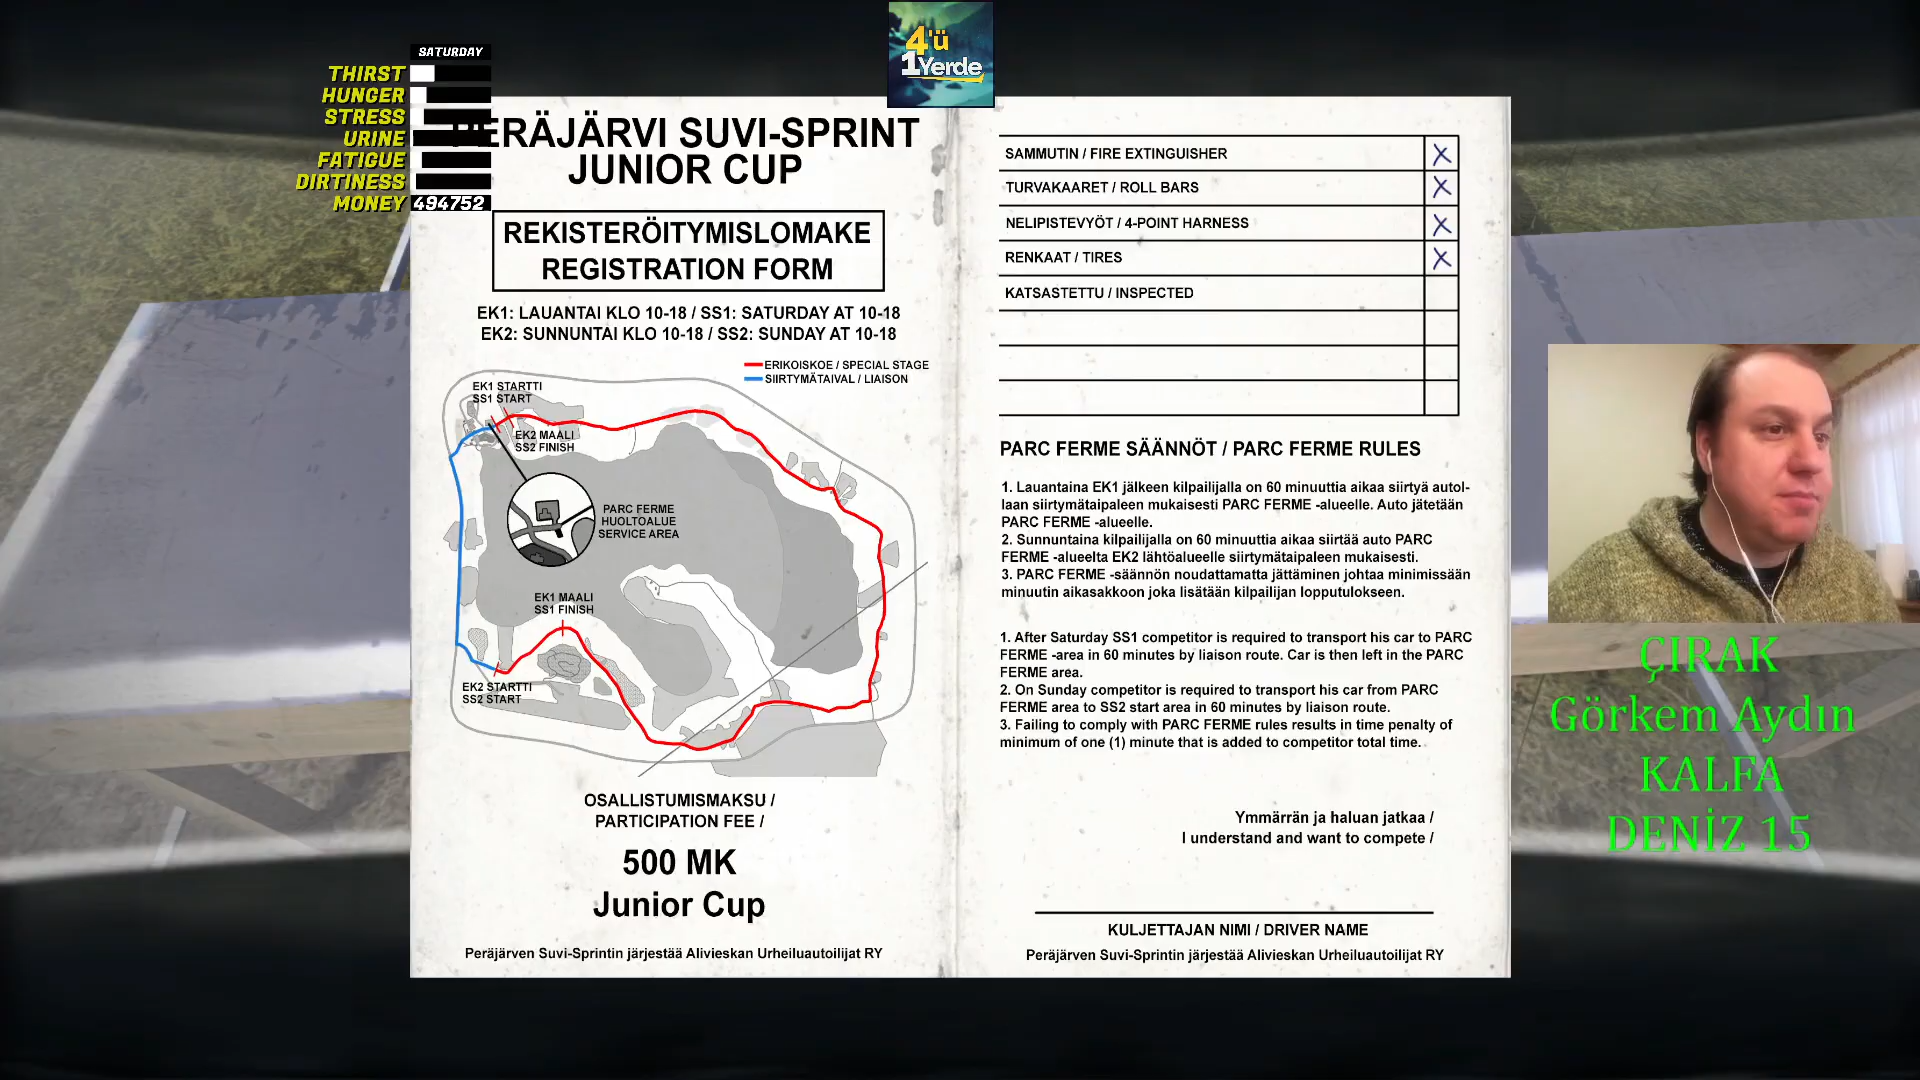 4'ü
1Yerde
SATURDAY
THIRST
HUNGER
STRESS
URINE
FATIGUE
DIRTINESS
MONEY 494752
PERÄJÄRVI SUVI-SPRINT
JUNIOR CUP
REKISTERÖITYMISLOMAKE
REGISTRATION FORM
EK1: LAUANTAI KLO 10-18 / SS1: SATURDAY AT 10-18
EK2: SUNNUNTAI KLO 10-18 / SS2: SUNDAY AT 10-18
ERIKOISKOE / SPECIAL STAGE
SIIRTYMÄTAIVAL / LIAISON
EK1 STARTTI
SS1 START
EK2 MAALI
SS2 FINISH
PARC FERME
HUOLTOALUE
SERVICE AREA
EK1 MAALI
SS1 FINISH
EK2 STARTTI
SS2 START
OSALLISTUMISMAKSU /
PARTICIPATION FEE /
500 MK
Junior Cup
Peräjärven Suvi-Sprintin järjestää Alivieskan Urheiluautoilijat RY
SAMMUTIN / FIRE EXTINGUISHER X
TURVAKAARET / ROLL BARS X
NELIPISTEVYÖT / 4-POINT HARNESS X
RENKAAT / TIRES X
KATSASTETTU / INSPECTED
PARC FERME SÄÄNNÖT / PARC FERME RULES
1. Lauantaina EK1 jälkeen kilpailijalla on 60 minuuttia aikaa siirtyä autol-
laan siirtymätaipaleen mukaisesti PARC FERME -alueelle. Auto jätetään
PARC FERME -alueelle.
2. Sunnuntaina kilpailijalla on 60 minuuttia aikaa siirtää auto PARC
FERME -alueelta EK2 lähtöalueelle siirtymätaipaleen mukaisesti.
3. PARC FERME -säännön noudattamatta jättäminen johtaa minimissään
minuutin aikasakkoon joka lisätään kilpailijan lopputulokseen.
1. After Saturday SS1 competitor is required to transport his car to PARC
FERME -area in 60 minutes by liaison route. Car is then left in the PARC
FERME area.
2. On Sunday competitor is required to transport his car from PARC
FERME area to SS2 start area in 60 minutes by liaison route.
3. Failing to comply with PARC FERME rules results in time penalty of
minimum of one (1) minute that is added to competitor total time.
Ymmärrän ja haluan jatkaa /
I understand and want to compete /
KULJETTAJAN NIMI / DRIVER NAME
Peräjärven Suvi-Sprintin järjestää Alivieskan Urheiluautoilijat RY
ÇIRAK
Görkem Aydın
KALFA
DENİZ 15